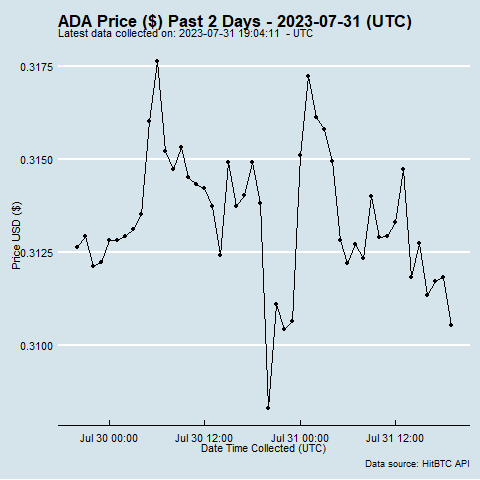 ADA Price ($) Past 2 Days - 2023-07-31 (UTC)
Latest data collected on: 2023-07-31 19:04:11 - UTC
0.3175
0.3150
0.3125
0.3100
Price USD ($)
Jul 30 00:00 Jul 30 12:00 Jul 31 00:00 Jul 31 12:00
Date Time Collected (UTC)
Data source: HitBTC API